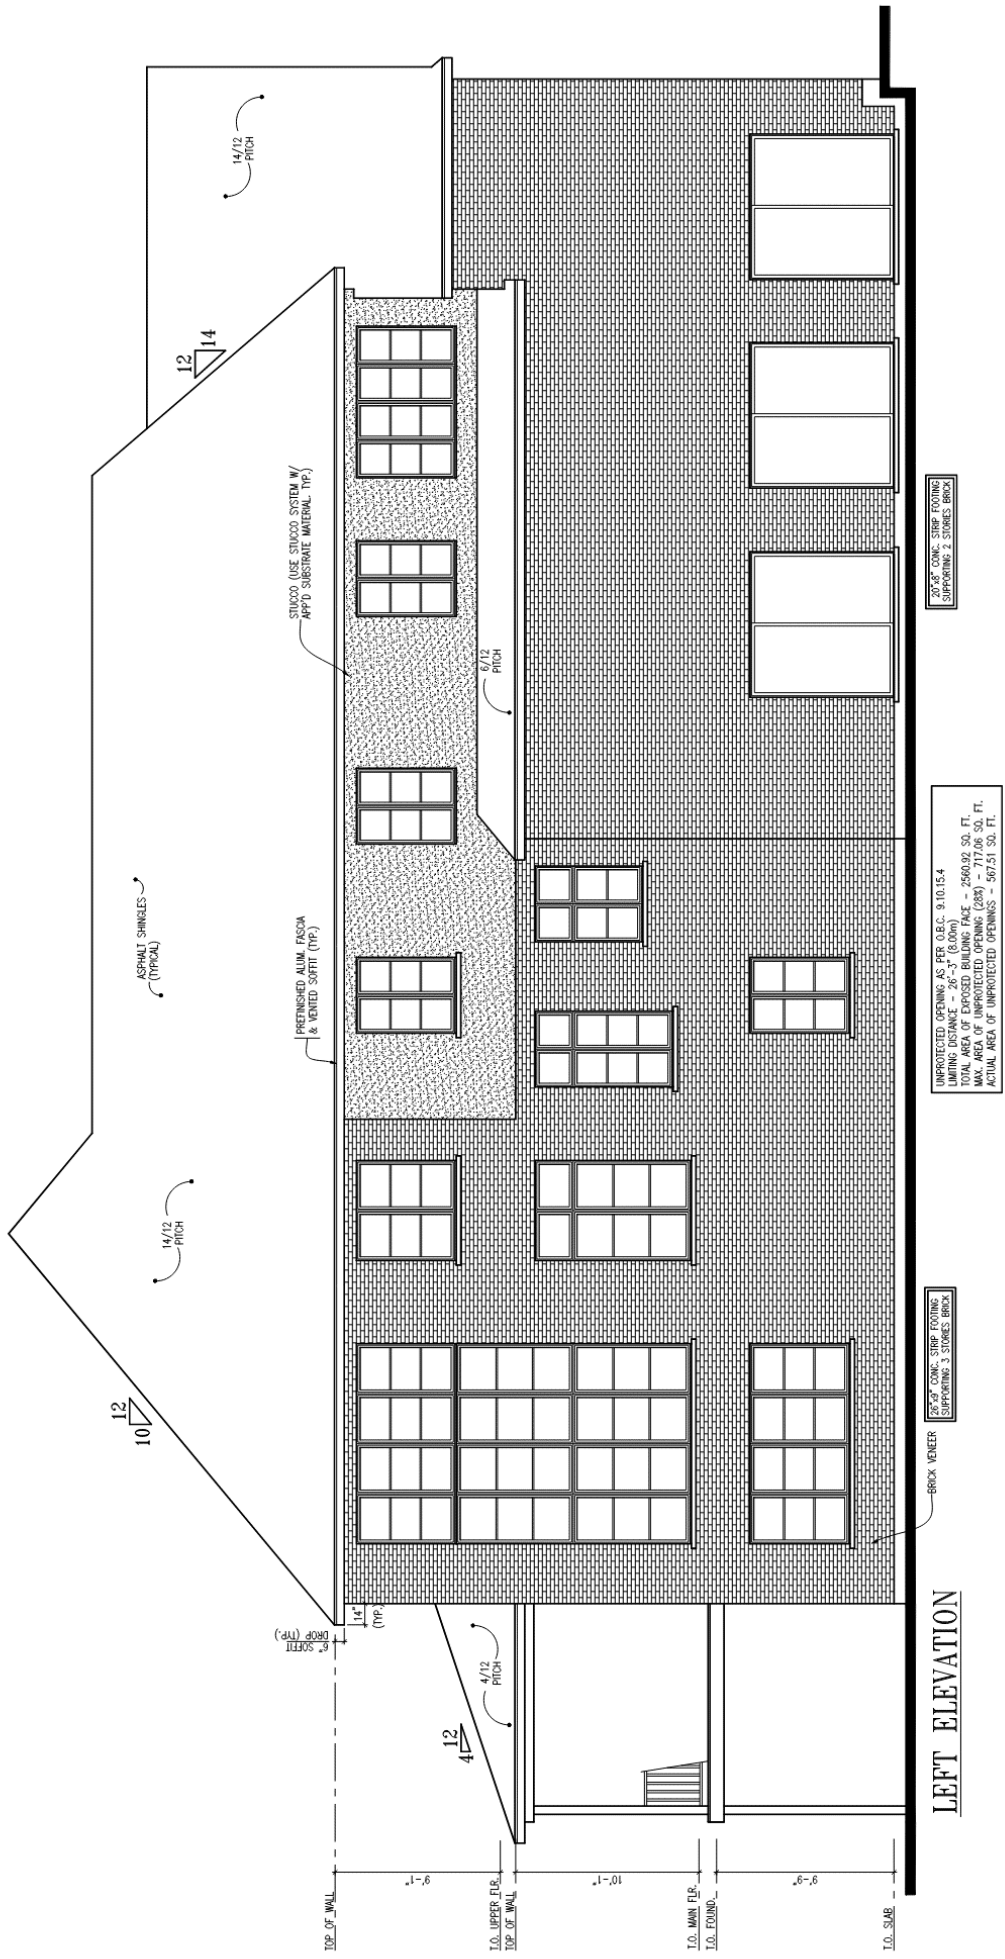 14/12
PITCH
12
14
STUCCO (USE STUCCO SYSTEM W/
APP'D SUBSTRATE MATERIAL, TYP.)
6/12
PITCH
ASPHALT SHINGLES
(TYPICAL)
PREFINISHED ALUM. FASCIA
& VENTED SOFFIT (TYP.)
14/12
PITCH
12
10
6" SOFFIT
DROP (TYP.)
14"
(TYP.)
4/12
PITCH
12
4
TOP OF WALL
9'-1"
T.O. UPPER FLR.
TOP OF WALL
10'-1"
T.O. MAIN FLR.
T.O. FOUND.
9'-9"
T.O. SLAB
20"x8" CONC. STRIP FOOTING
SUPPORTING 2 STORIES BRICK
UNPROTECTED OPENING AS PER O.B.C. 9.10.15.4
LIMITING DISTANCE - 26'-3" (8.00m)
TOTAL AREA OF EXPOSED BUILDING FACE - 2560.92 SQ. FT.
MAX. AREA OF UNPROTECTED OPENING (28%) - 717.06 SQ. FT.
ACTUAL AREA OF UNPROTECTED OPENINGS - 567.51 SQ. FT.
26"x9" CONC. STRIP FOOTING
SUPPORTING 3 STORIES BRICK
BRICK VENEER
LEFT ELEVATION